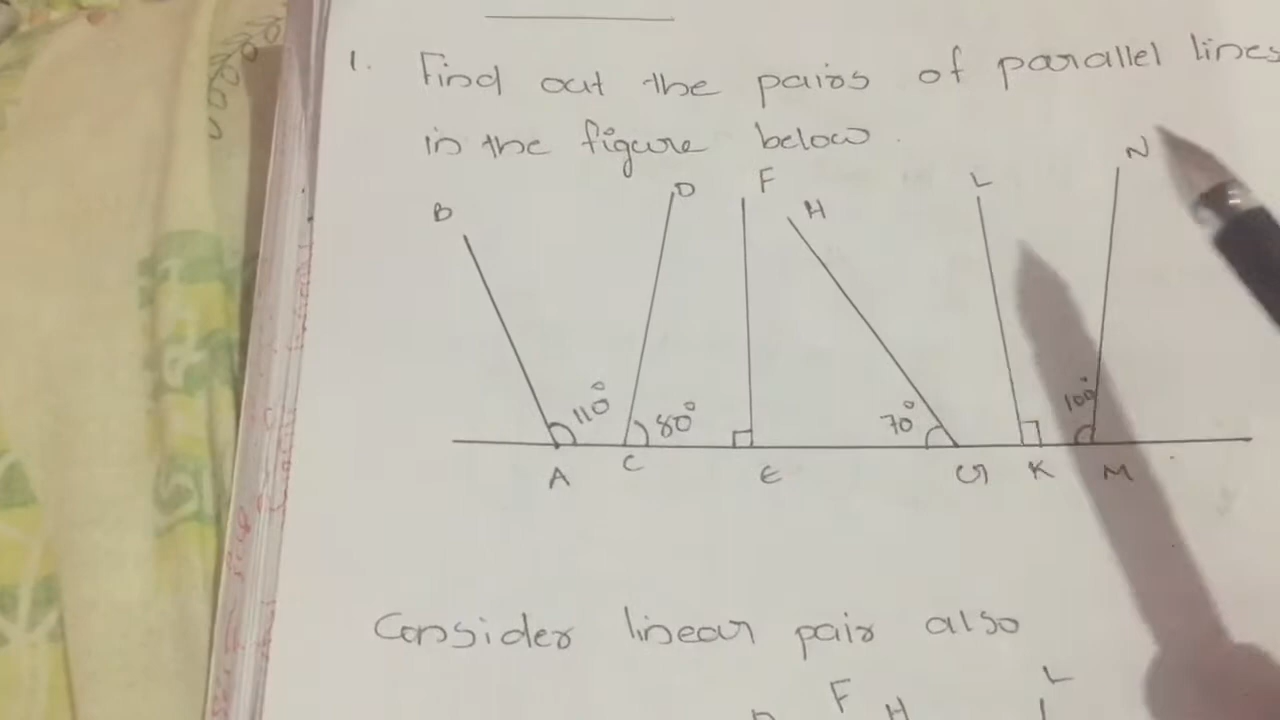 1. Find out the pairs of parallel lines
in the figure below.
B D F H L N
110° 80° 70° 100°
A C E G K M
Consider linear pair also
D F H L